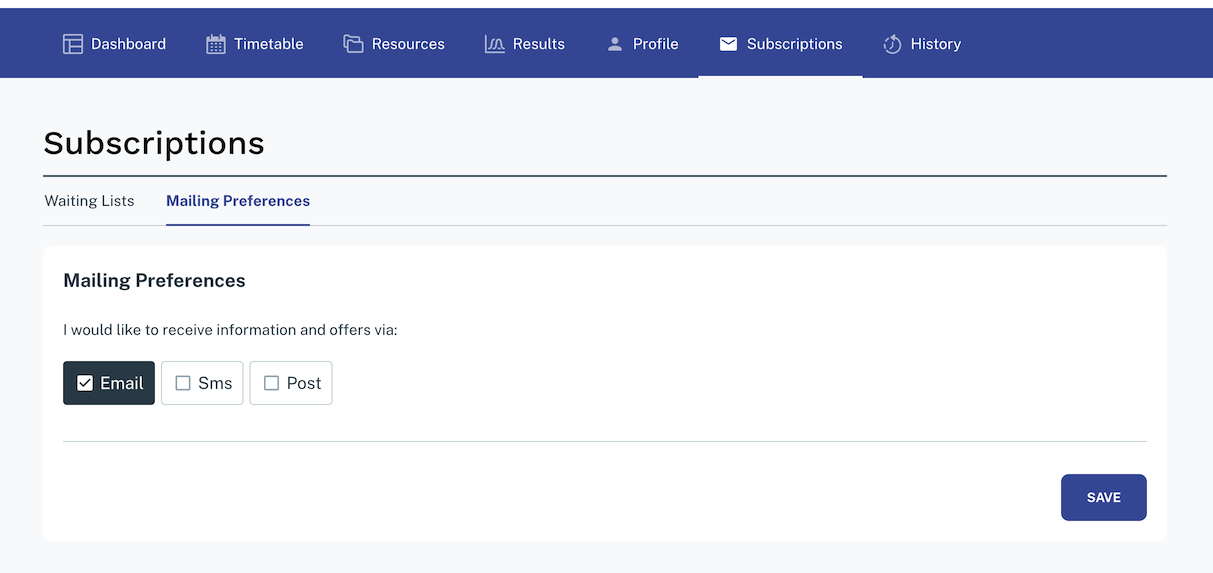 Dashboard Timetable Resources Results Profile Subscriptions History
Subscriptions
Waiting Lists Mailing Preferences
Mailing Preferences
I would like to receive information and offers via:
Email Sms Post
SAVE